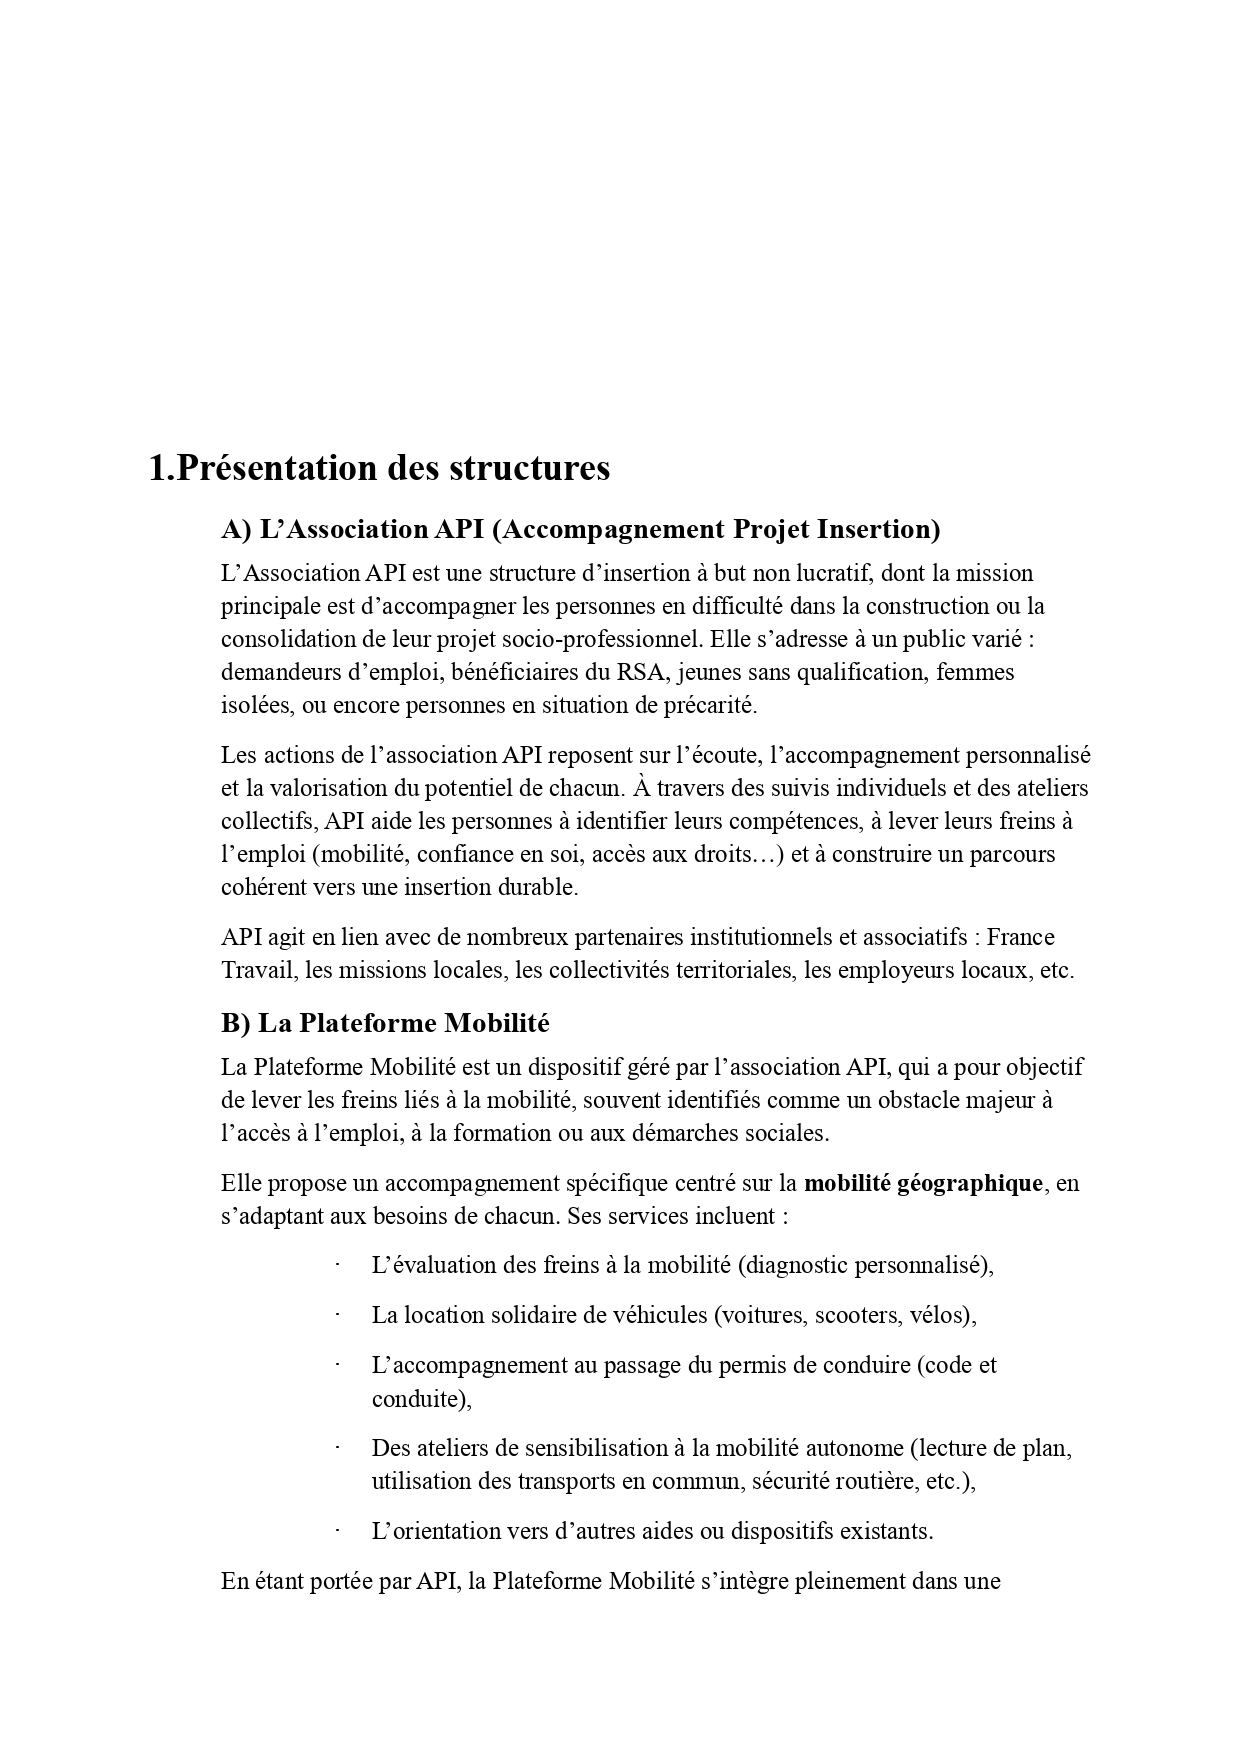 1.Présentation des structures
A) L’Association API (Accompagnement Projet Insertion)
L’Association API est une structure d’insertion à but non lucratif, dont la mission
principale est d’accompagner les personnes en difficulté dans la construction ou la
consolidation de leur projet socio-professionnel. Elle s’adresse à un public varié :
demandeurs d’emploi, bénéficiaires du RSA, jeunes sans qualification, femmes
isolées, ou encore personnes en situation de précarité.
Les actions de l’association API reposent sur l’écoute, l’accompagnement personnalisé
et la valorisation du potentiel de chacun. À travers des suivis individuels et des ateliers
collectifs, API aide les personnes à identifier leurs compétences, à lever leurs freins à
l’emploi (mobilité, confiance en soi, accès aux droits…) et à construire un parcours
cohérent vers une insertion durable.
API agit en lien avec de nombreux partenaires institutionnels et associatifs : France
Travail, les missions locales, les collectivités territoriales, les employeurs locaux, etc.
B) La Plateforme Mobilité
La Plateforme Mobilité est un dispositif géré par l’association API, qui a pour objectif
de lever les freins liés à la mobilité, souvent identifiés comme un obstacle majeur à
l’accès à l’emploi, à la formation ou aux démarches sociales.
Elle propose un accompagnement spécifique centré sur la mobilité géographique, en
s’adaptant aux besoins de chacun. Ses services incluent :
· L’évaluation des freins à la mobilité (diagnostic personnalisé),
· La location solidaire de véhicules (voitures, scooters, vélos),
· L’accompagnement au passage du permis de conduire (code et
conduite),
· Des ateliers de sensibilisation à la mobilité autonome (lecture de plan,
utilisation des transports en commun, sécurité routière, etc.),
· L’orientation vers d’autres aides ou dispositifs existants.
En étant portée par API, la Plateforme Mobilité s’intègre pleinement dans une